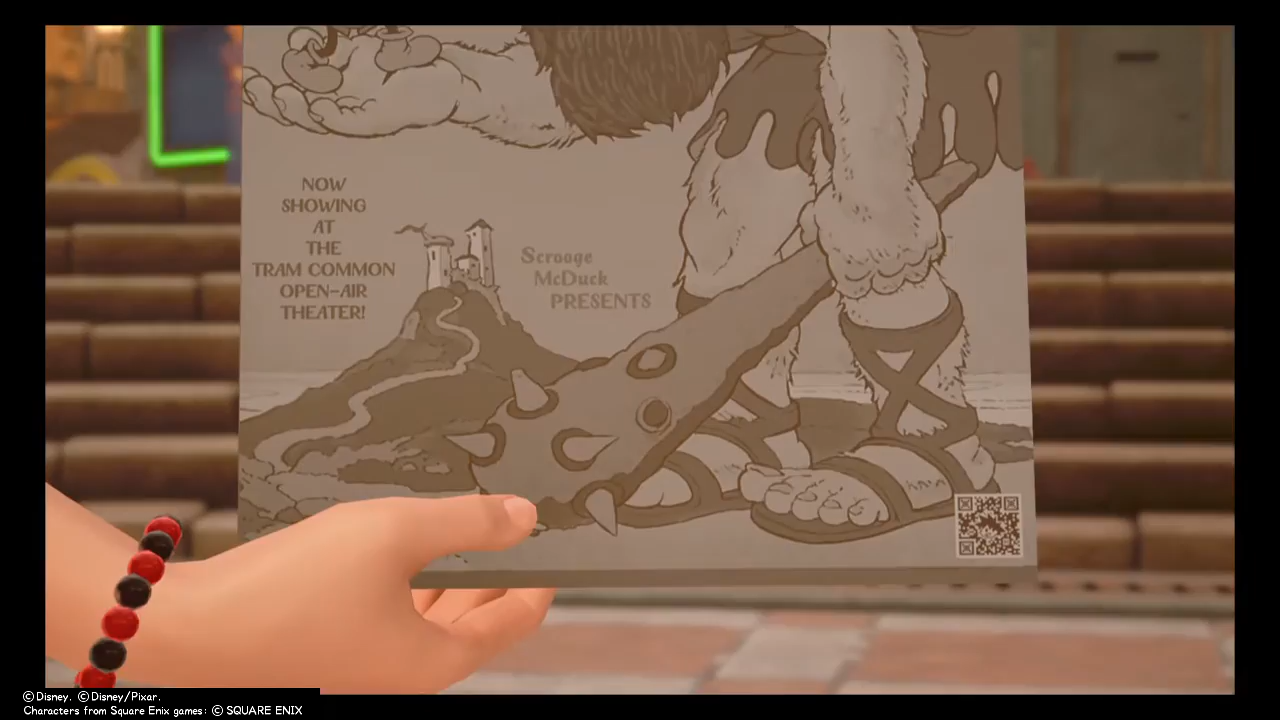 NOW
SHOWING
AT
THE
TRAM COMMON
OPEN-AIR
THEATER!
Scrooge
McDuck
PRESENTS
©Disney. ©Disney/Pixar.
Characters from Square Enix games: © SQUARE ENIX